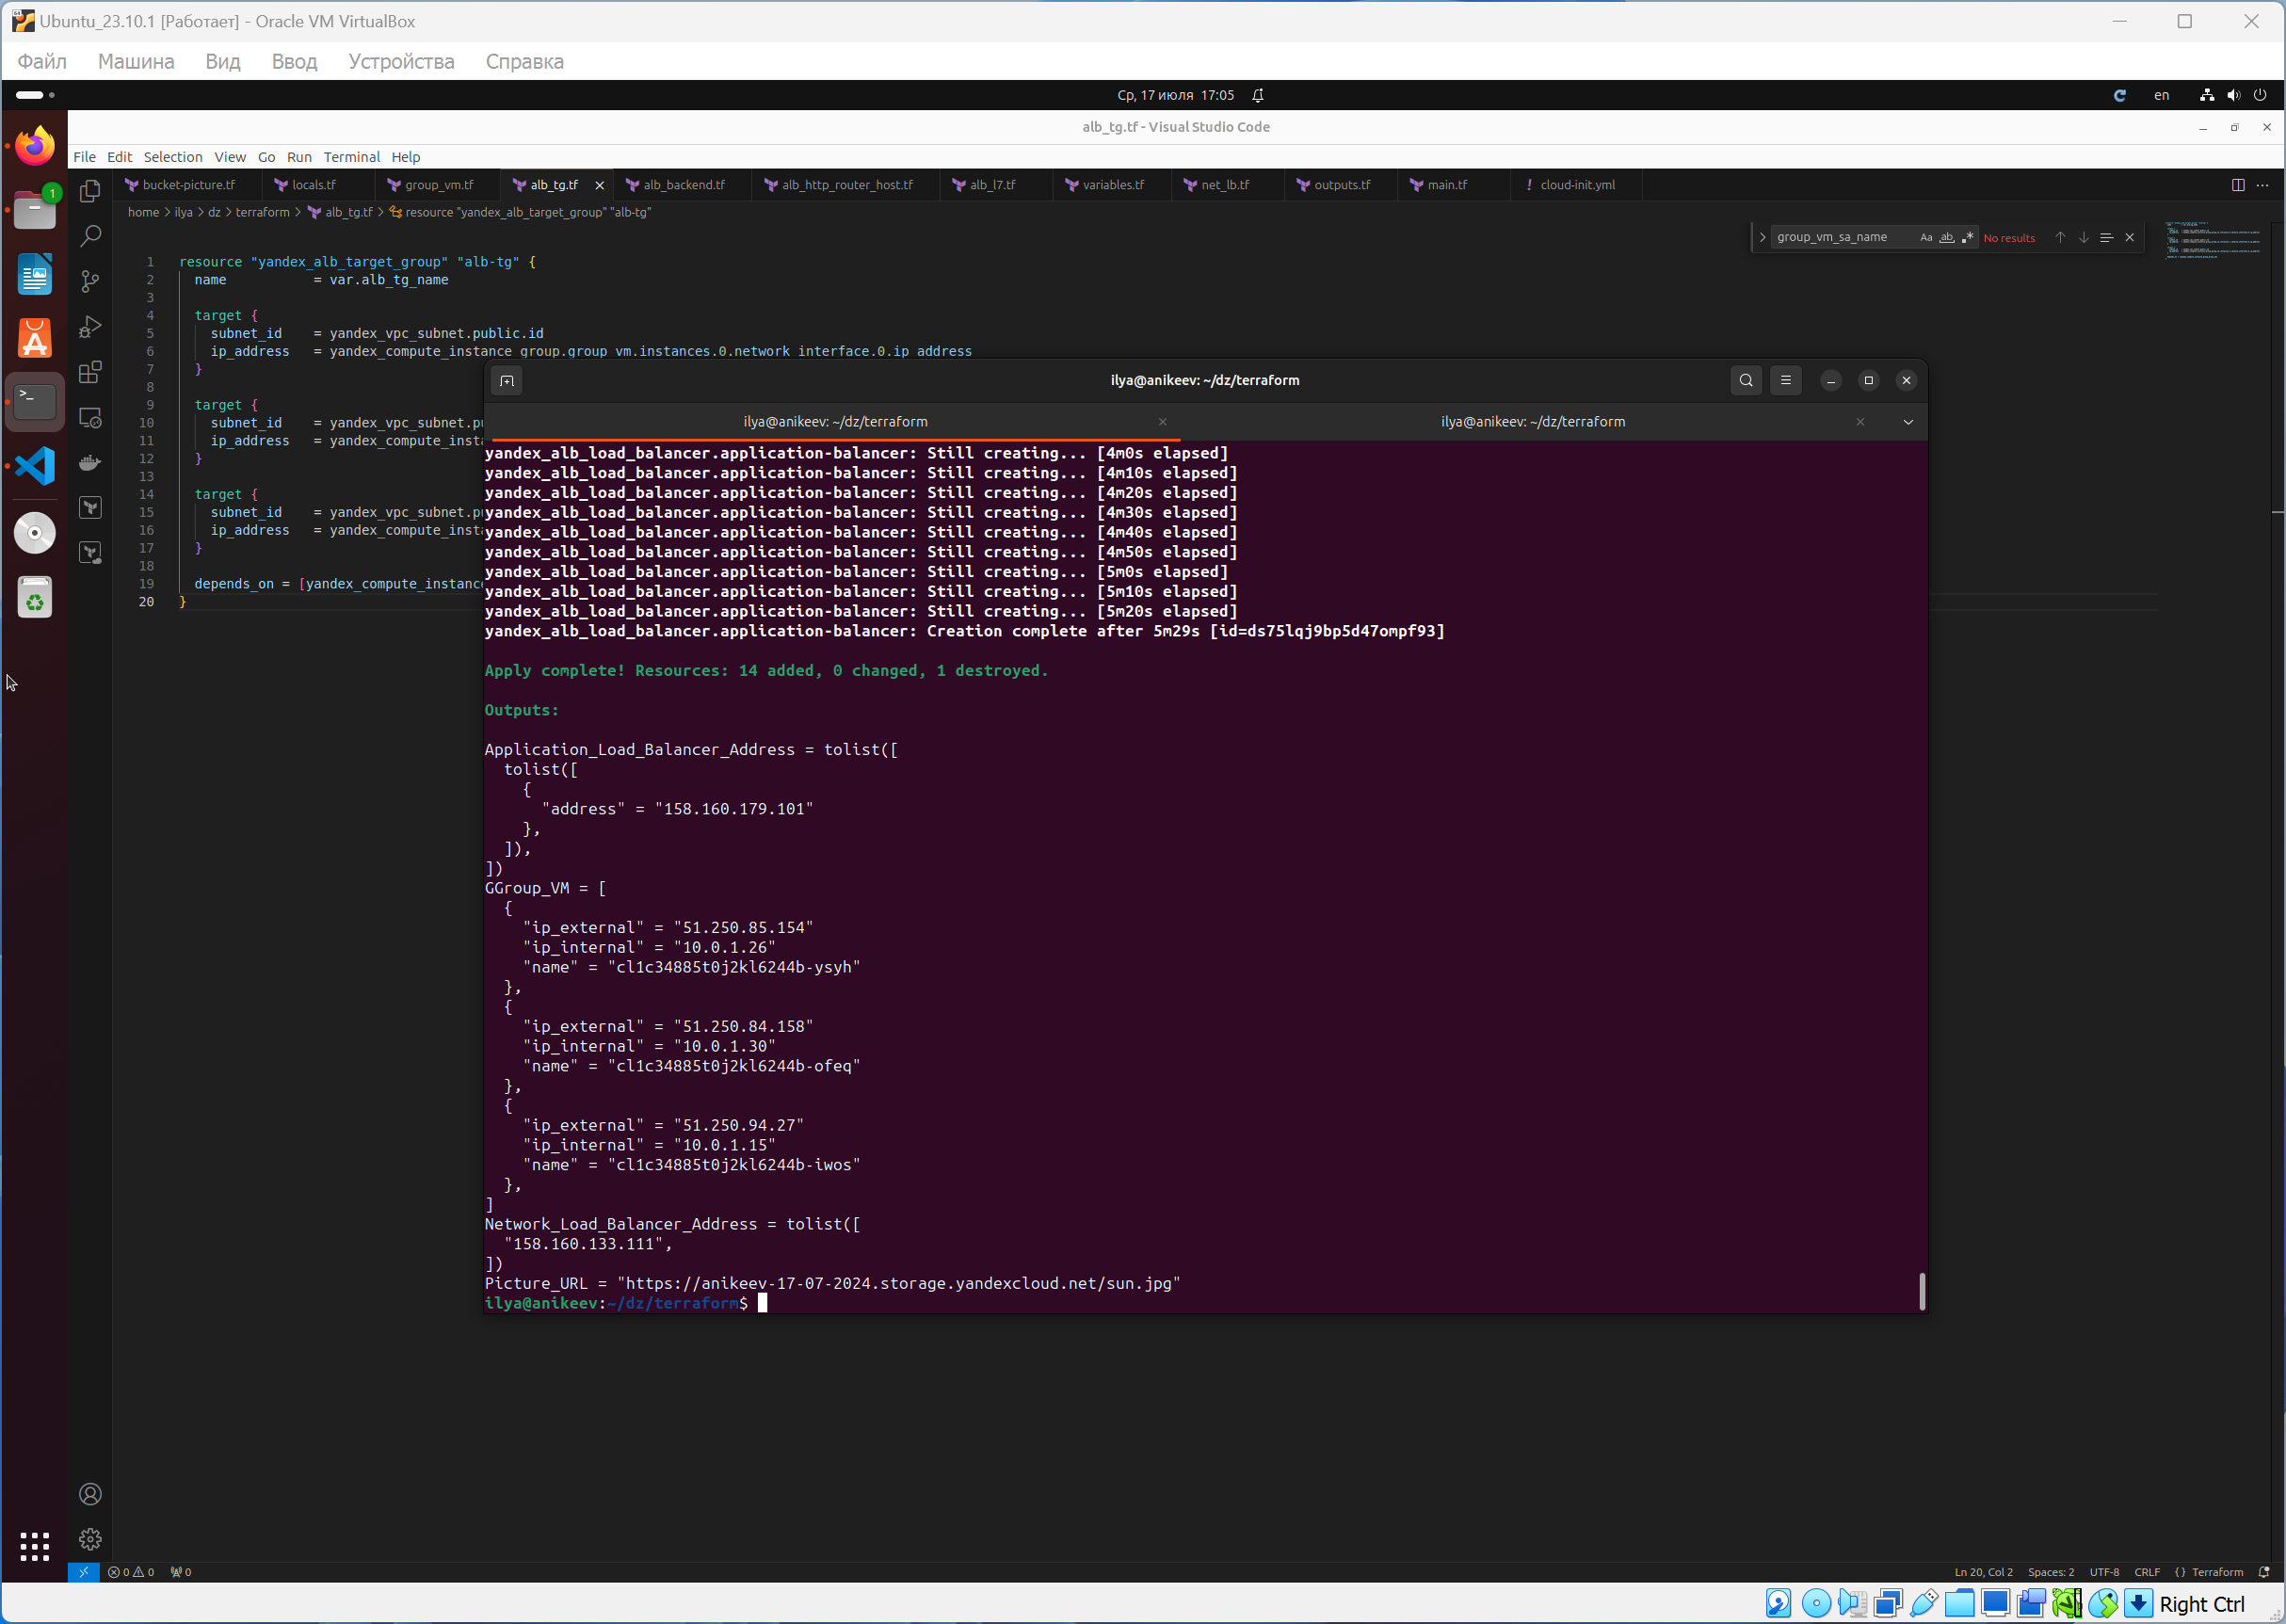 Ubuntu_23.10.1 [Работает] - Oracle VM VirtualBox
Файл Машина Вид Ввод Устройства Справка
Ср, 17 июля 17:05
en
alb_tg.tf - Visual Studio Code
File Edit Selection View Go Run Terminal Help
bucket-picture.tf locals.tf group_vm.tf alb_tg.tf alb_backend.tf alb_http_router_host.tf alb_l7.tf variables.tf net_lb.tf outputs.tf main.tf ! cloud-init.yml
home > ilya > dz > terraform > alb_tg.tf > resource "yandex_alb_target_group" "alb-tg"
group_vm_sa_name Aa ab .* No results
1 resource "yandex_alb_target_group" "alb-tg" {
2 name = var.alb_tg_name
3
4 target {
5 subnet_id = yandex_vpc_subnet.public.id
6 ip_address = yandex_compute_instance_group.group_vm.instances.0.network_interface.0.ip_address
7 }
8
9 target {
10 subnet_id = yandex_vpc_subnet.pu
11 ip_address = yandex_compute_insta
12 }
13
14 target {
15 subnet_id = yandex_vpc_subnet.pu
16 ip_address = yandex_compute_insta
17 }
18
19 depends_on = [yandex_compute_instance
20 }
1
ilya@anikeev: ~/dz/terraform
ilya@anikeev: ~/dz/terraform ilya@anikeev: ~/dz/terraform
yandex_alb_load_balancer.application-balancer: Still creating... [4m0s elapsed]
yandex_alb_load_balancer.application-balancer: Still creating... [4m10s elapsed]
yandex_alb_load_balancer.application-balancer: Still creating... [4m20s elapsed]
yandex_alb_load_balancer.application-balancer: Still creating... [4m30s elapsed]
yandex_alb_load_balancer.application-balancer: Still creating... [4m40s elapsed]
yandex_alb_load_balancer.application-balancer: Still creating... [4m50s elapsed]
yandex_alb_load_balancer.application-balancer: Still creating... [5m0s elapsed]
yandex_alb_load_balancer.application-balancer: Still creating... [5m10s elapsed]
yandex_alb_load_balancer.application-balancer: Still creating... [5m20s elapsed]
yandex_alb_load_balancer.application-balancer: Creation complete after 5m29s [id=ds75lqj9bp5d47ompf93]
Apply complete! Resources: 14 added, 0 changed, 1 destroyed.
Outputs:
Application_Load_Balancer_Address = tolist([
tolist([
{
"address" = "158.160.179.101"
},
]),
])
GGroup_VM = [
{
"ip_external" = "51.250.85.154"
"ip_internal" = "10.0.1.26"
"name" = "cl1c34885t0j2kl6244b-ysyh"
},
{
"ip_external" = "51.250.84.158"
"ip_internal" = "10.0.1.30"
"name" = "cl1c34885t0j2kl6244b-ofeq"
},
{
"ip_external" = "51.250.94.27"
"ip_internal" = "10.0.1.15"
"name" = "cl1c34885t0j2kl6244b-iwos"
},
]
Network_Load_Balancer_Address = tolist([
"158.160.133.111",
])
Picture_URL = "https://anikeev-17-07-2024.storage.yandexcloud.net/sun.jpg"
ilya@anikeev:~/dz/terraform$
0 0 0 Ln 20, Col 2 Spaces: 2 UTF-8 CRLF {} Terraform
Right Ctrl